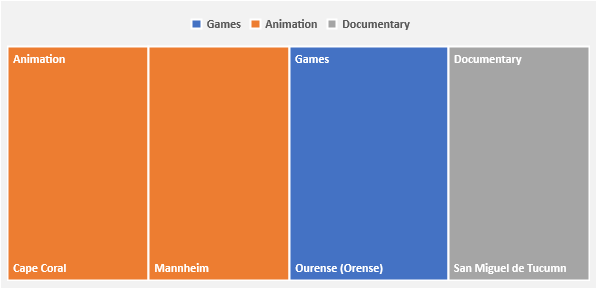 Games Animation Documentary
Animation Games Documentary
Cape Coral Mannheim Ourense (Orense) San Miguel de Tucumn